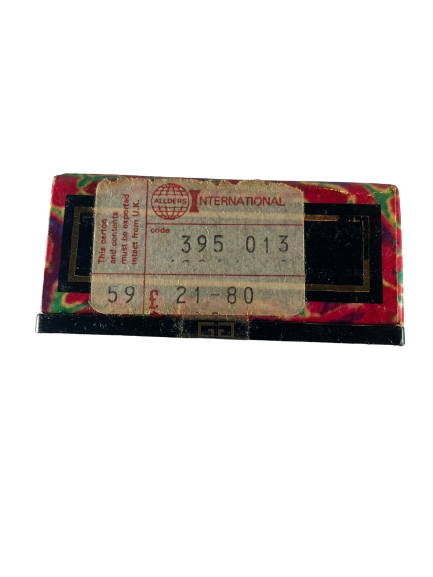 This carton
and contents
must be exported
intact from U.K.
ALLDERS
INTERNATIONAL
code
395 013
59 £ 21-80